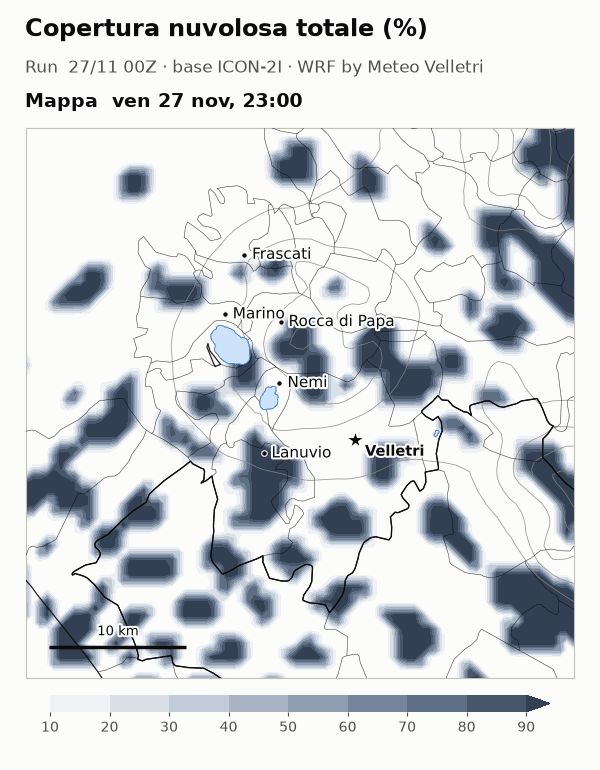 Copertura nuvolosa totale (%)
Run  27/11 00Z · base ICON-2I · WRF by Meteo Velletri
Mappa  ven 27 nov, 23:00
Frascati
Marino
Rocca di Papa
Nemi
Velletri
Lanuvio
10 km
10 20 30 40 50 60 70 80 90